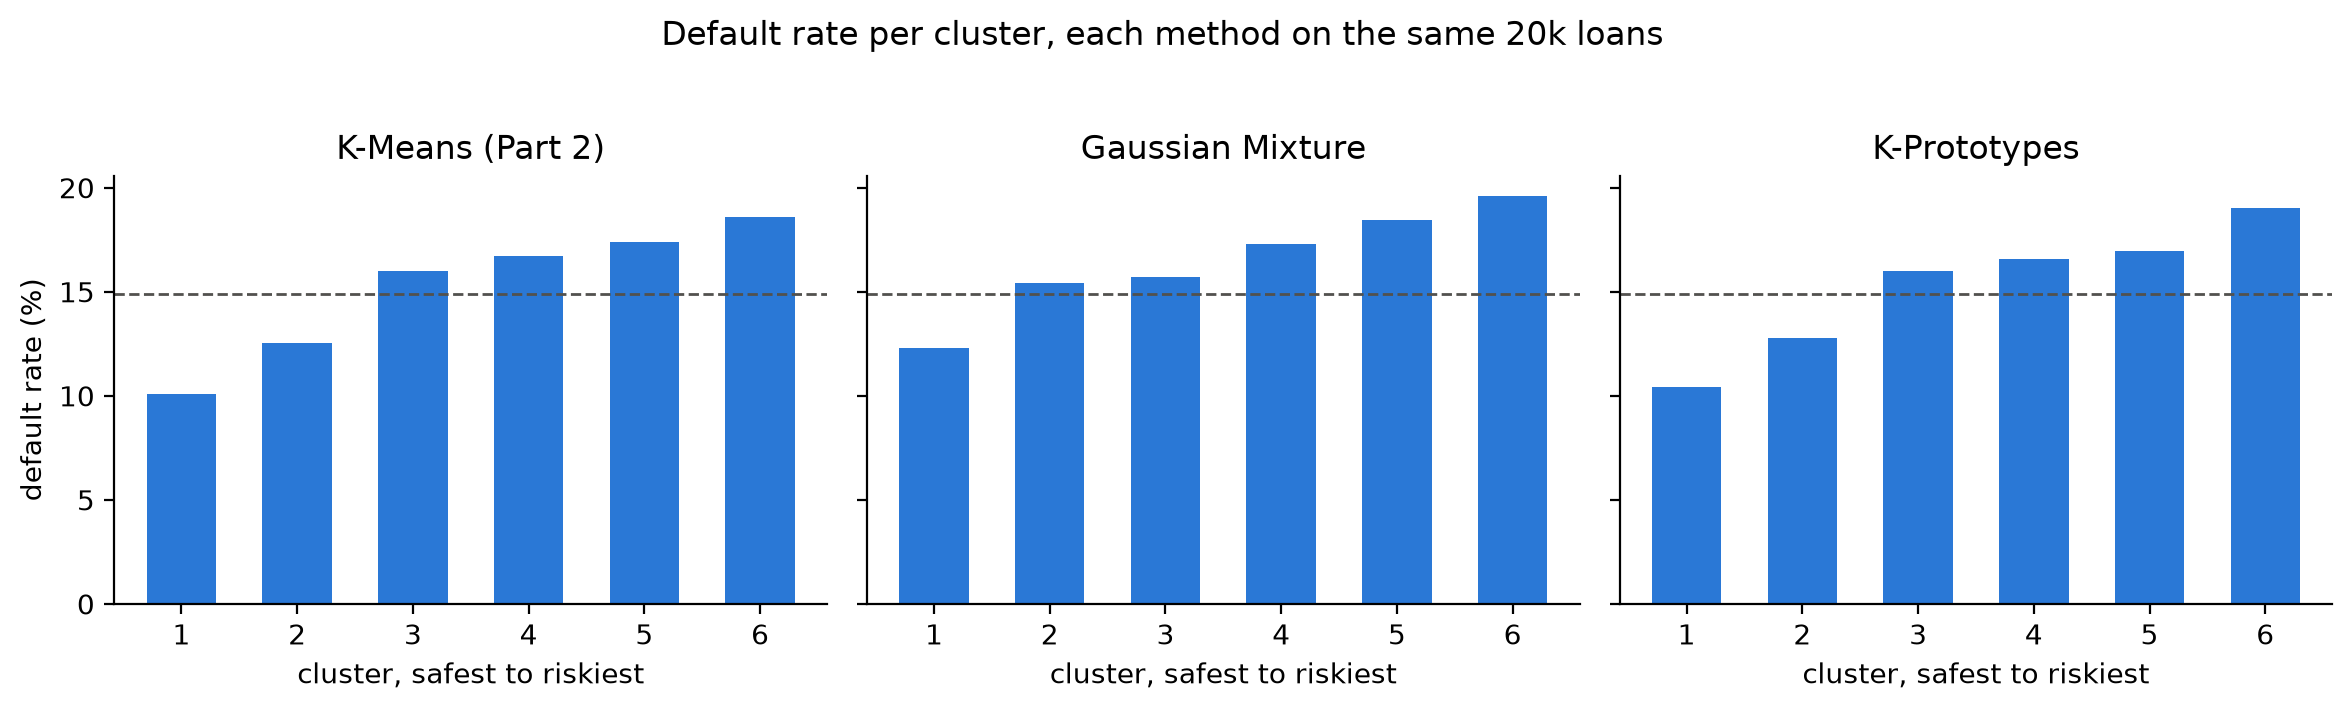 Default rate per cluster, each method on the same 20k loans
K-Means (Part 2)
Gaussian Mixture
K-Prototypes
default rate (%)
20
15
10
5
0
1 2 3 4 5 6
cluster, safest to riskiest
1 2 3 4 5 6
cluster, safest to riskiest
1 2 3 4 5 6
cluster, safest to riskiest